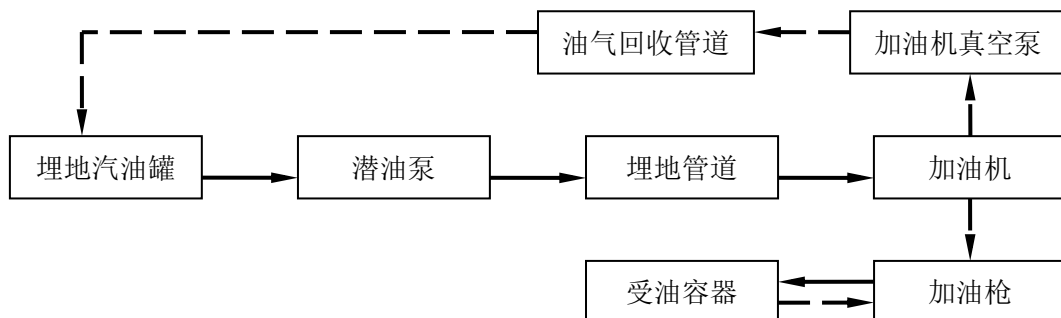 油气回收管道
加油机真空泵
埋地汽油罐
潜油泵
埋地管道
加油机
受油容器
加油枪